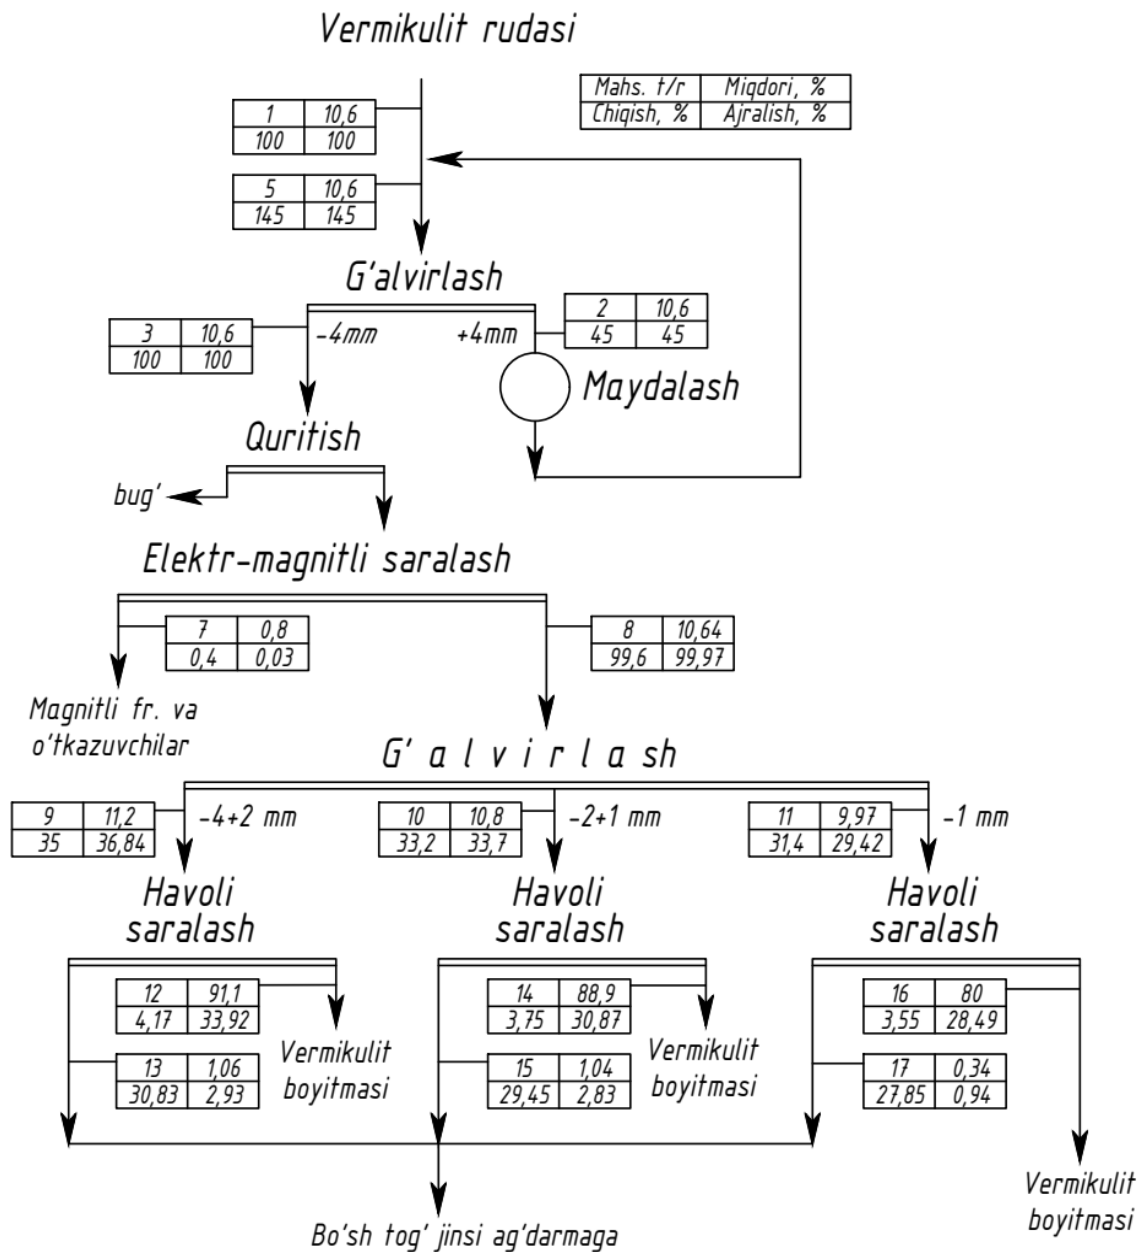 Vermikulit rudasi
Mahs. t/r Miqdori, %
Chiqish, % Ajralish, %
1 10,6
100 100
5 10,6
145 145
G'alvirlash
2 10,6
45 45
3 10,6
100 100
-4mm +4mm
Maydalash
Quritish
bug'
Elektr-magnitli saralash
7 0,8
0,4 0,03
8 10,64
99,6 99,97
Magnitli fr. va
o'tkazuvchilar
G'alvirlash
9 11,2
35 36,84
-4+2 mm
10 10,8
33,2 33,7
-2+1 mm
11 9,97
31,4 29,42
-1 mm
Havoli
saralash
Havoli
saralash
Havoli
saralash
12 91,1
4,17 33,92
13 1,06
30,83 2,93
Vermikulit
boyitmasi
14 88,9
3,75 30,87
15 1,04
29,45 2,83
Vermikulit
boyitmasi
16 80
3,55 28,49
17 0,34
27,85 0,94
Vermikulit
boyitmasi
Bo'sh tog' jinsi ag'darmaga